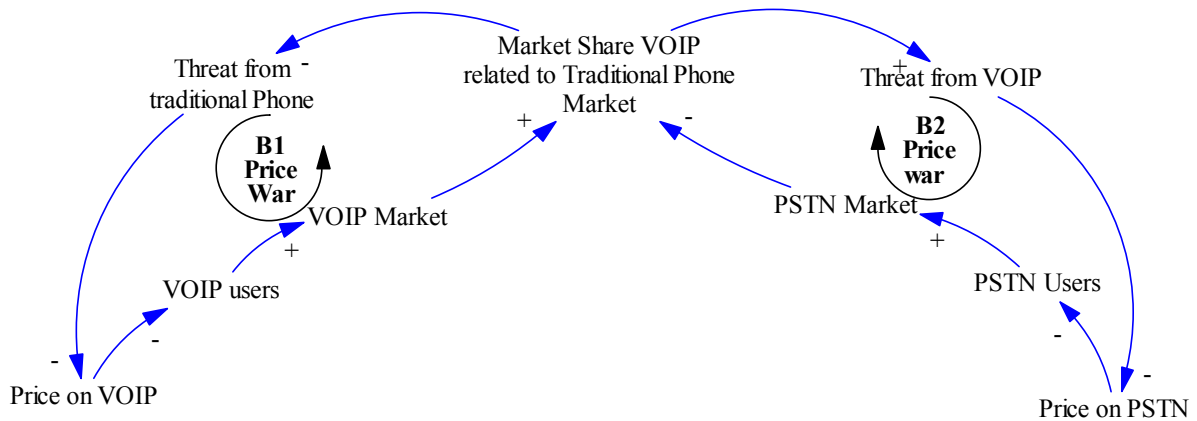 Market Share VOIP
related to Traditional Phone
Market
Threat from
traditional Phone
-
Threat from VOIP
+
B1
Price
War
B2
Price
war
+
-
VOIP Market
PSTN Market
+
+
VOIP users
PSTN Users
-
-
-
-
Price on VOIP
Price on PSTN